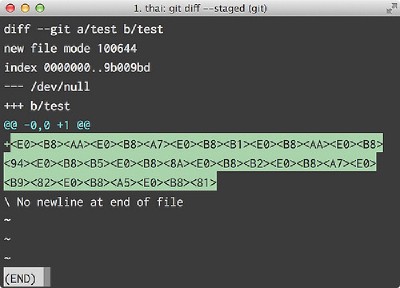 1. thai: git diff --staged (git)
diff --git a/test b/test
new file mode 100644
index 0000000..9b009bd
--- /dev/null
+++ b/test
@@ -0,0 +1 @@
+<E0><B8><AA><E0><B8><A7><E0><B8><B1><E0><B8><AA><E0><B8>
<94><E0><B8><B5><E0><B8><8A><E0><B8><B2><E0><B8><A7><E0>
<B9><82><E0><B8><A5><E0><B8><81>
\ No newline at end of file
~
~
~
(END)